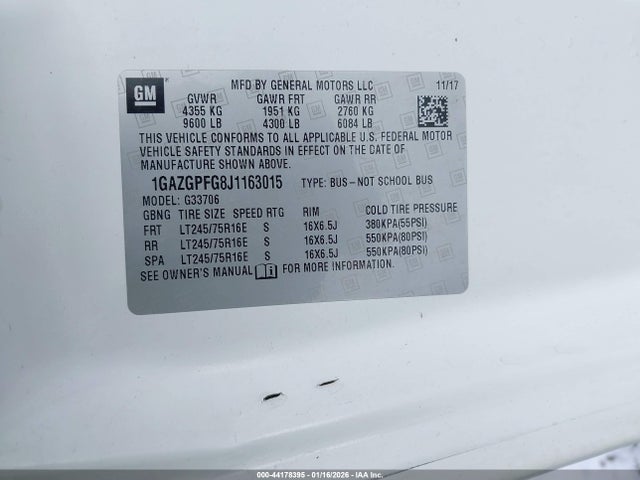 GM
MFD BY GENERAL MOTORS LLC 11/17
GVWR GAWR FRT GAWR RR
4355 KG 1951 KG 2760 KG
9600 LB 4300 LB 6084 LB
THIS VEHICLE CONFORMS TO ALL APPLICABLE U.S. FEDERAL MOTOR
VEHICLE SAFETY STANDARDS IN EFFECT ON THE DATE OF
MANUFACTURE SHOWN ABOVE.
1GAZGPFG8J1163015 TYPE: BUS–NOT SCHOOL BUS
MODEL: G33706
GBNG TIRE SIZE SPEED RTG RIM COLD TIRE PRESSURE
FRT LT245/75R16E S 16X6.5J 380KPA(55PSI)
RR LT245/75R16E S 16X6.5J 550KPA(80PSI)
SPA LT245/75R16E S 16X6.5J 550KPA(80PSI)
SEE OWNER'S MANUAL FOR MORE INFORMATION.
000-44178395 - 01/16/2026 - IAA Inc.